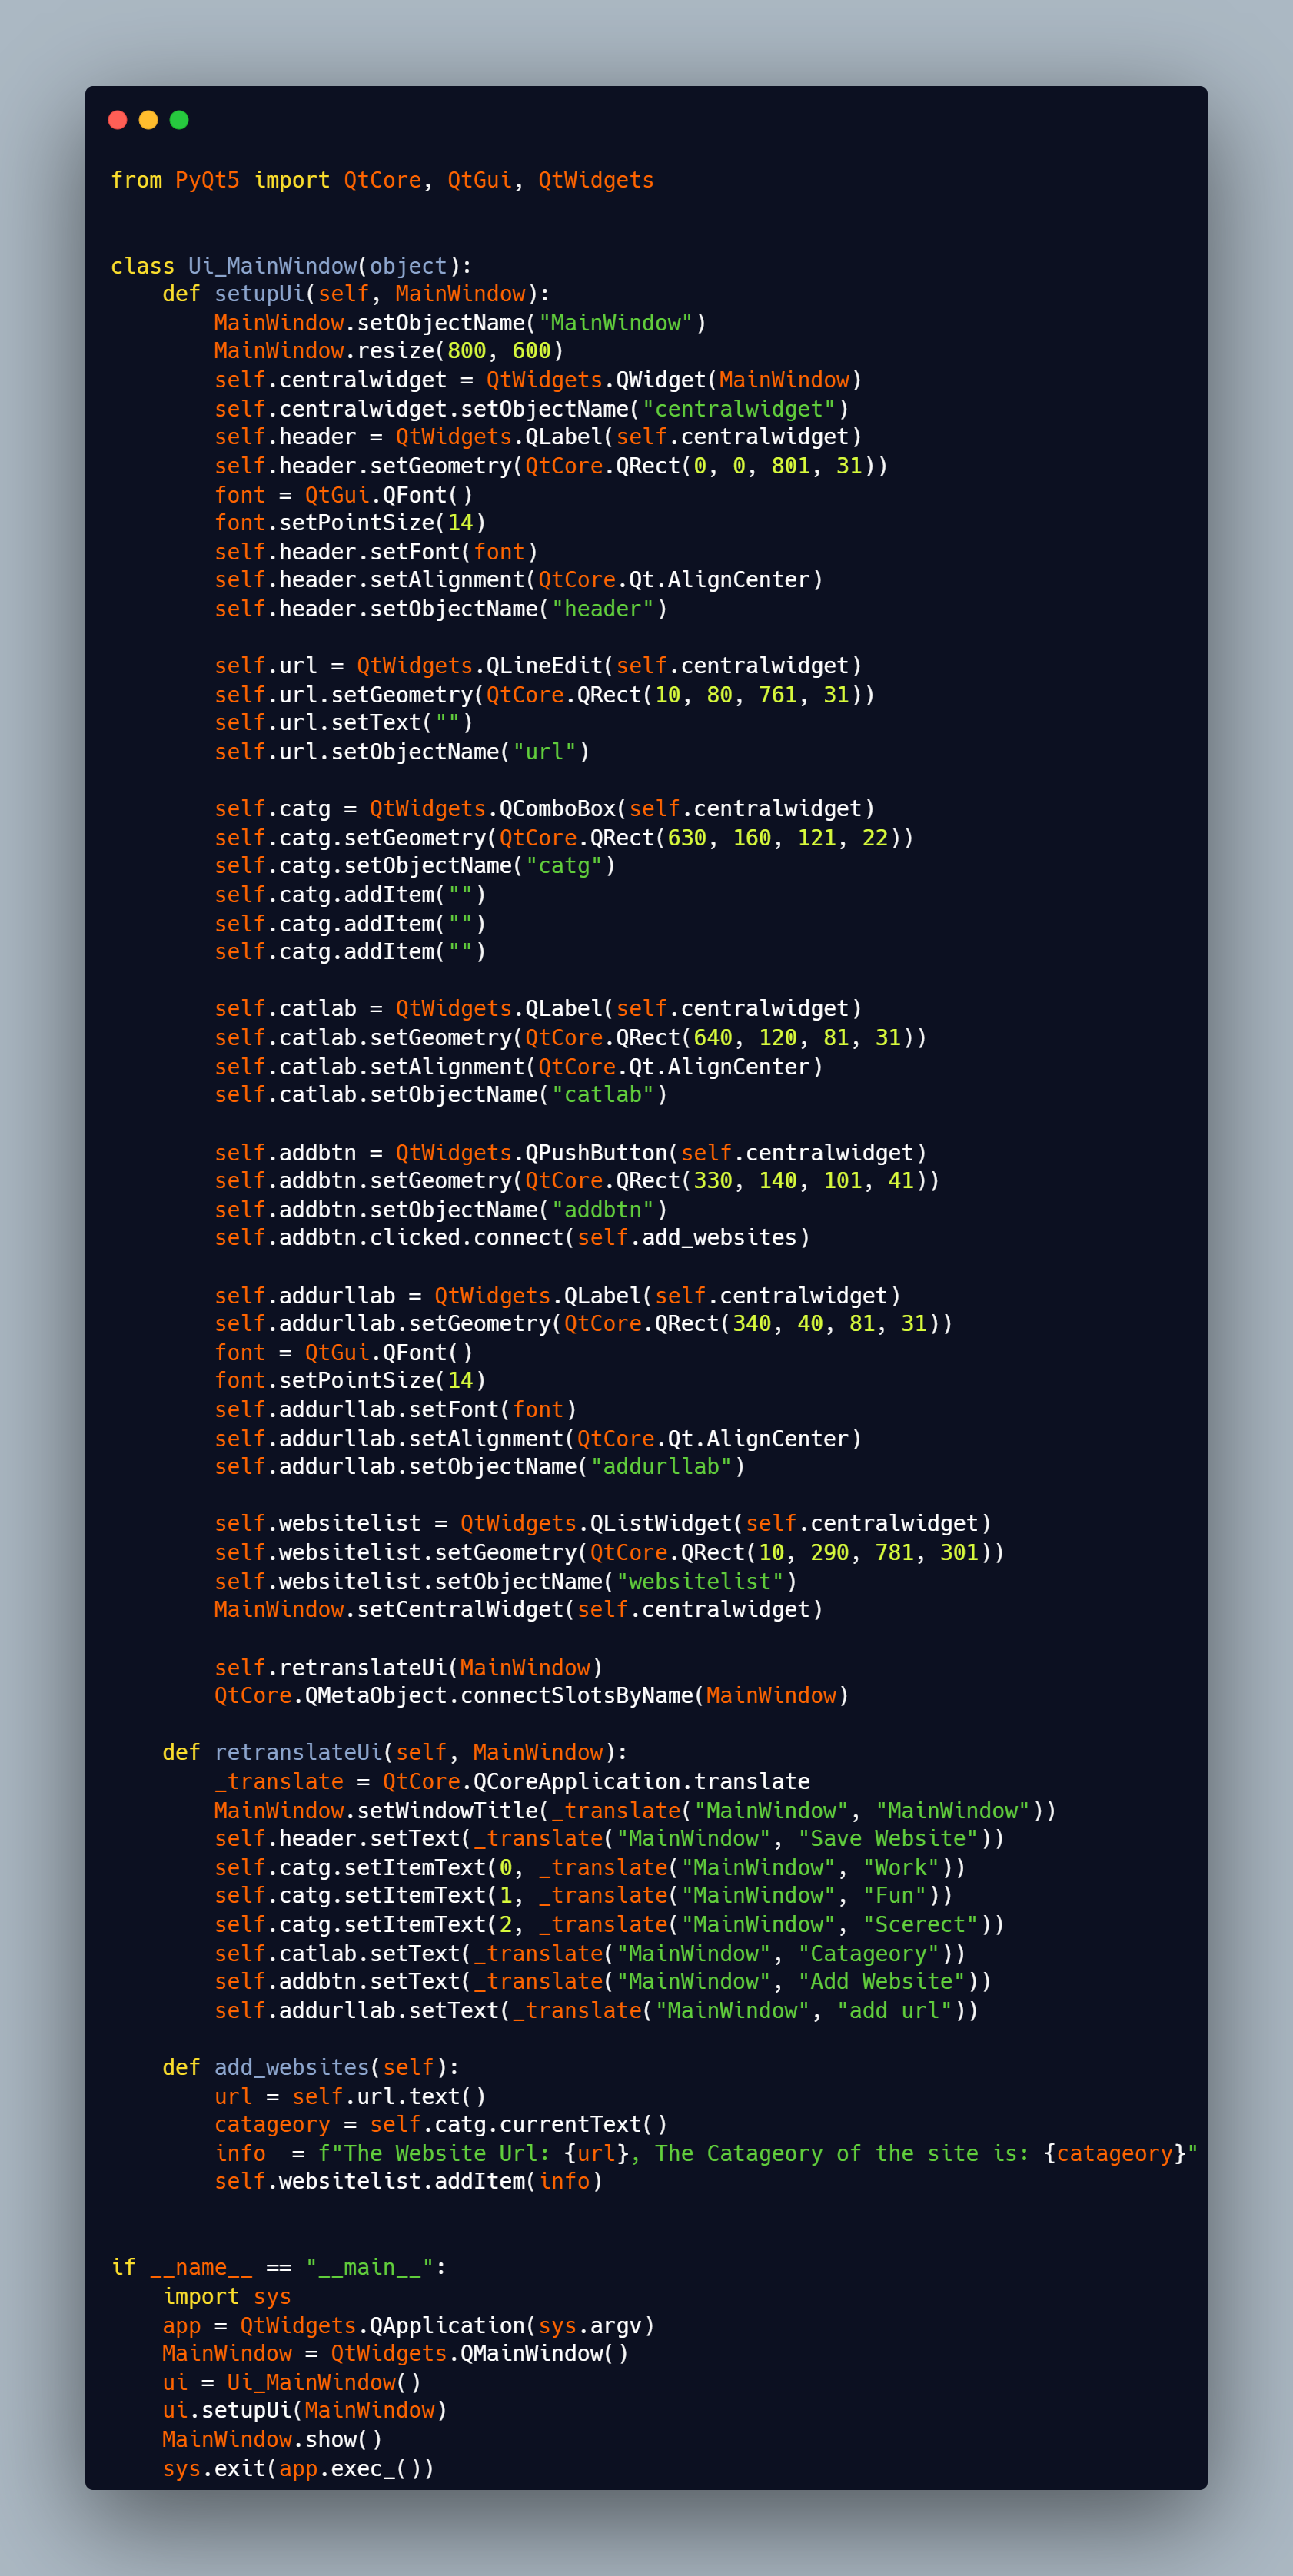 from PyQt5 import QtCore, QtGui, QtWidgets


class Ui_MainWindow(object):
    def setupUi(self, MainWindow):
        MainWindow.setObjectName("MainWindow")
        MainWindow.resize(800, 600)
        self.centralwidget = QtWidgets.QWidget(MainWindow)
        self.centralwidget.setObjectName("centralwidget")
        self.header = QtWidgets.QLabel(self.centralwidget)
        self.header.setGeometry(QtCore.QRect(0, 0, 801, 31))
        font = QtGui.QFont()
        font.setPointSize(14)
        self.header.setFont(font)
        self.header.setAlignment(QtCore.Qt.AlignCenter)
        self.header.setObjectName("header")

        self.url = QtWidgets.QLineEdit(self.centralwidget)
        self.url.setGeometry(QtCore.QRect(10, 80, 761, 31))
        self.url.setText("")
        self.url.setObjectName("url")

        self.catg = QtWidgets.QComboBox(self.centralwidget)
        self.catg.setGeometry(QtCore.QRect(630, 160, 121, 22))
        self.catg.setObjectName("catg")
        self.catg.addItem("")
        self.catg.addItem("")
        self.catg.addItem("")

        self.catlab = QtWidgets.QLabel(self.centralwidget)
        self.catlab.setGeometry(QtCore.QRect(640, 120, 81, 31))
        self.catlab.setAlignment(QtCore.Qt.AlignCenter)
        self.catlab.setObjectName("catlab")

        self.addbtn = QtWidgets.QPushButton(self.centralwidget)
        self.addbtn.setGeometry(QtCore.QRect(330, 140, 101, 41))
        self.addbtn.setObjectName("addbtn")
        self.addbtn.clicked.connect(self.add_websites)

        self.addurllab = QtWidgets.QLabel(self.centralwidget)
        self.addurllab.setGeometry(QtCore.QRect(340, 40, 81, 31))
        font = QtGui.QFont()
        font.setPointSize(14)
        self.addurllab.setFont(font)
        self.addurllab.setAlignment(QtCore.Qt.AlignCenter)
        self.addurllab.setObjectName("addurllab")

        self.websitelist = QtWidgets.QListWidget(self.centralwidget)
        self.websitelist.setGeometry(QtCore.QRect(10, 290, 781, 301))
        self.websitelist.setObjectName("websitelist")
        MainWindow.setCentralWidget(self.centralwidget)

        self.retranslateUi(MainWindow)
        QtCore.QMetaObject.connectSlotsByName(MainWindow)

    def retranslateUi(self, MainWindow):
        _translate = QtCore.QCoreApplication.translate
        MainWindow.setWindowTitle(_translate("MainWindow", "MainWindow"))
        self.header.setText(_translate("MainWindow", "Save Website"))
        self.catg.setItemText(0, _translate("MainWindow", "Work"))
        self.catg.setItemText(1, _translate("MainWindow", "Fun"))
        self.catg.setItemText(2, _translate("MainWindow", "Scerect"))
        self.catlab.setText(_translate("MainWindow", "Catageory"))
        self.addbtn.setText(_translate("MainWindow", "Add Website"))
        self.addurllab.setText(_translate("MainWindow", "add url"))

    def add_websites(self):
        url = self.url.text()
        catageory = self.catg.currentText()
        info  = f"The Website Url: {url}, The Catageory of the site is: {catageory}"
        self.websitelist.addItem(info)


if __name__ == "__main__":
    import sys
    app = QtWidgets.QApplication(sys.argv)
    MainWindow = QtWidgets.QMainWindow()
    ui = Ui_MainWindow()
    ui.setupUi(MainWindow)
    MainWindow.show()
    sys.exit(app.exec_())